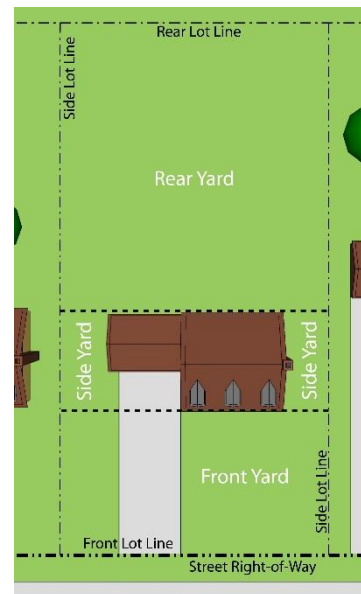 Rear Lot Line
Side Lot Line
Rear Yard
Side Yard
Side Yard
Front Yard
Side Lot Line
Front Lot Line
Street Right-of-Way